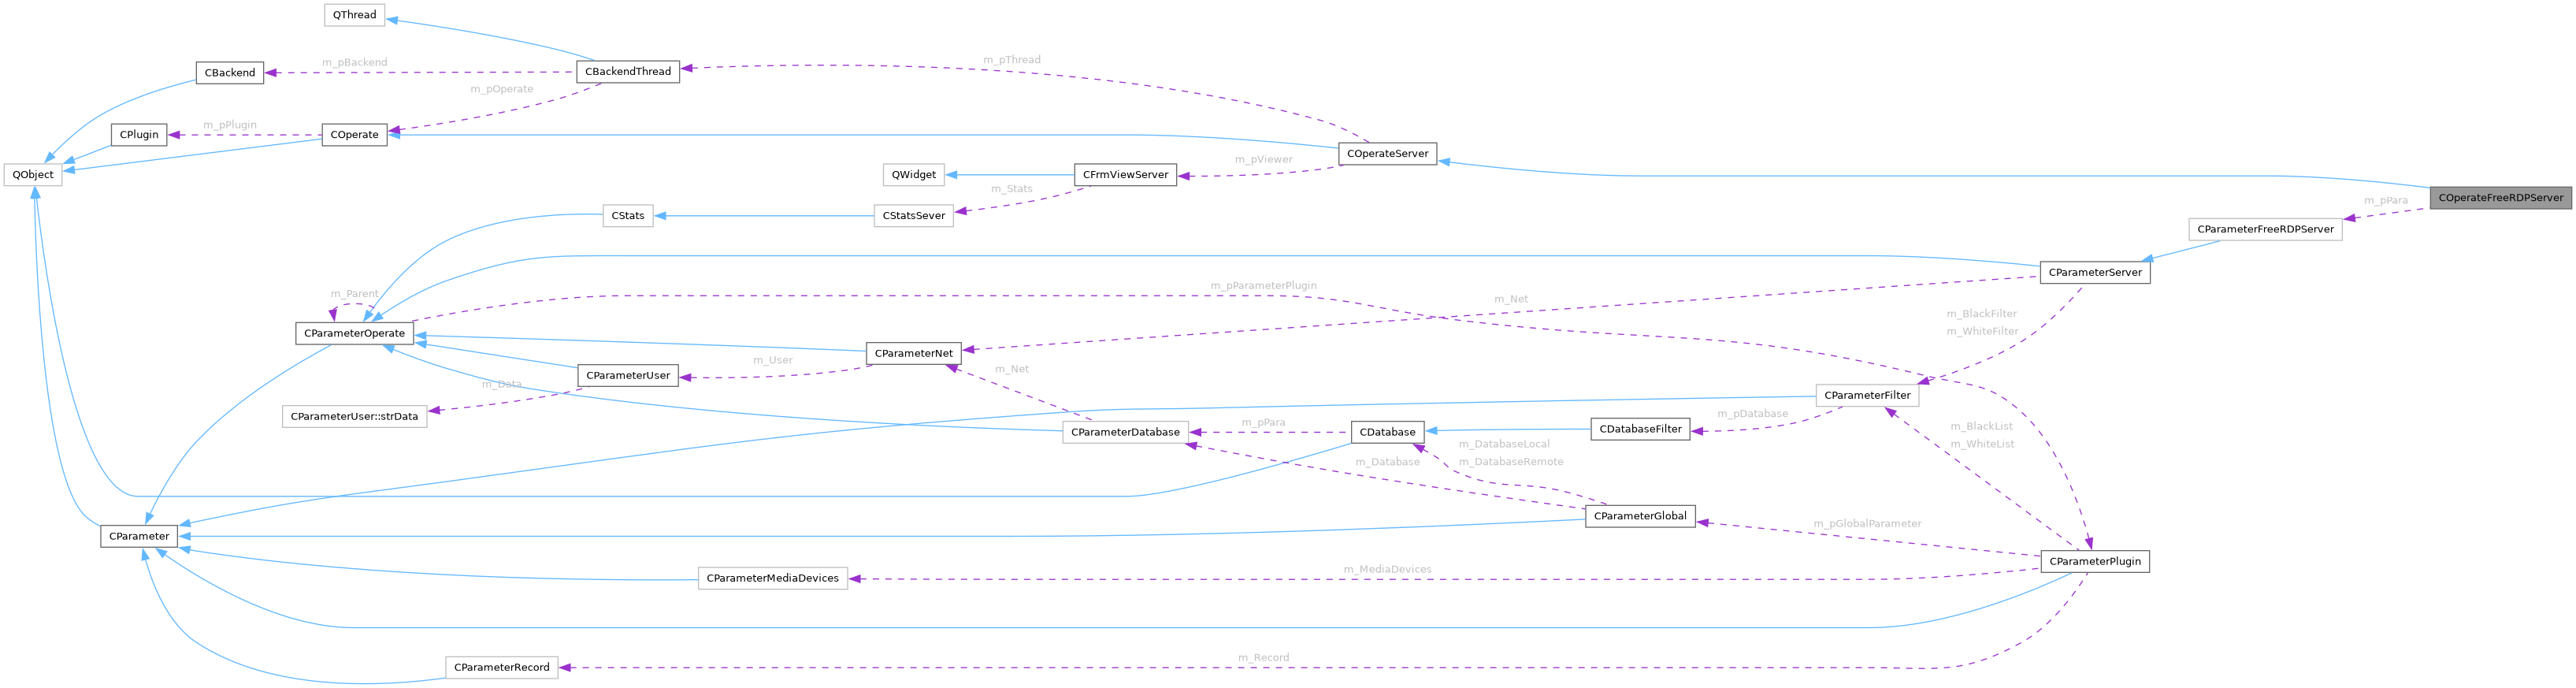 QThread
m_pThread
CBackend
m_pBackend
CBackendThread
m_pOperate
CPlugin
m_pPlugin
COperate
COperateServer
m_pViewer
QObject
QWidget
CFrmViewServer
m_Stats
COperateFreeRDPServer
m_pPara
CStats
CStatsSever
CParameterFreeRDPServer
CParameterServer
m_Parent
m_pParameterPlugin
m_Net
m_BlackFilter
m_WhiteFilter
CParameterOperate
CParameterNet
m_User
m_Net
CParameterUser
m_Data
CParameterFilter
CParameterUser::strData
m_pDatabase
m_pPara
CParameterDatabase
CDatabase
CDatabaseFilter
m_BlackList
m_WhiteList
m_DatabaseLocal
m_DatabaseRemote
m_Database
CParameterGlobal
m_pGlobalParameter
CParameter
CParameterPlugin
m_MediaDevices
CParameterMediaDevices
m_Record
CParameterRecord